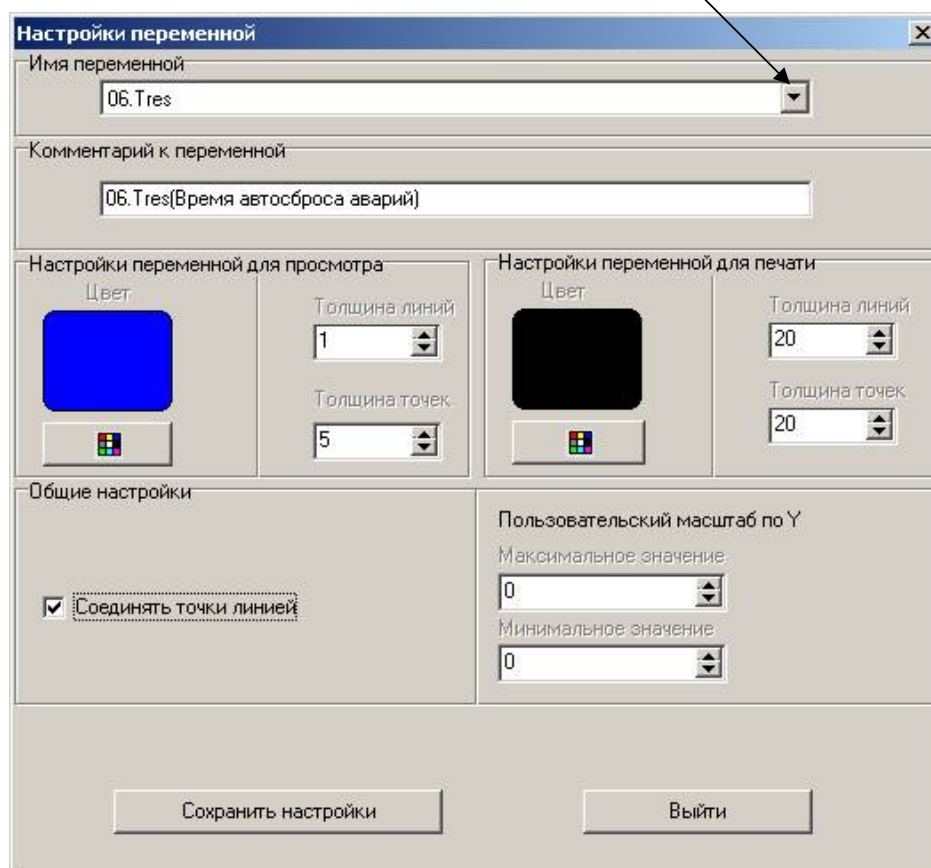 Настройки переменной
Имя переменной
06.Tres
Комментарий к переменной
06.Tres(Время автосброса аварий)
Настройки переменной для просмотра
Цвет
Толщина линий
1
Толщина точек
5
Настройки переменной для печати
Цвет
Толщина линий
20
Толщина точек
20
Общие настройки
Соединять точки линией
Пользовательский масштаб по Y
Максимальное значение
0
Минимальное значение
0
Сохранить настройки
Выйти